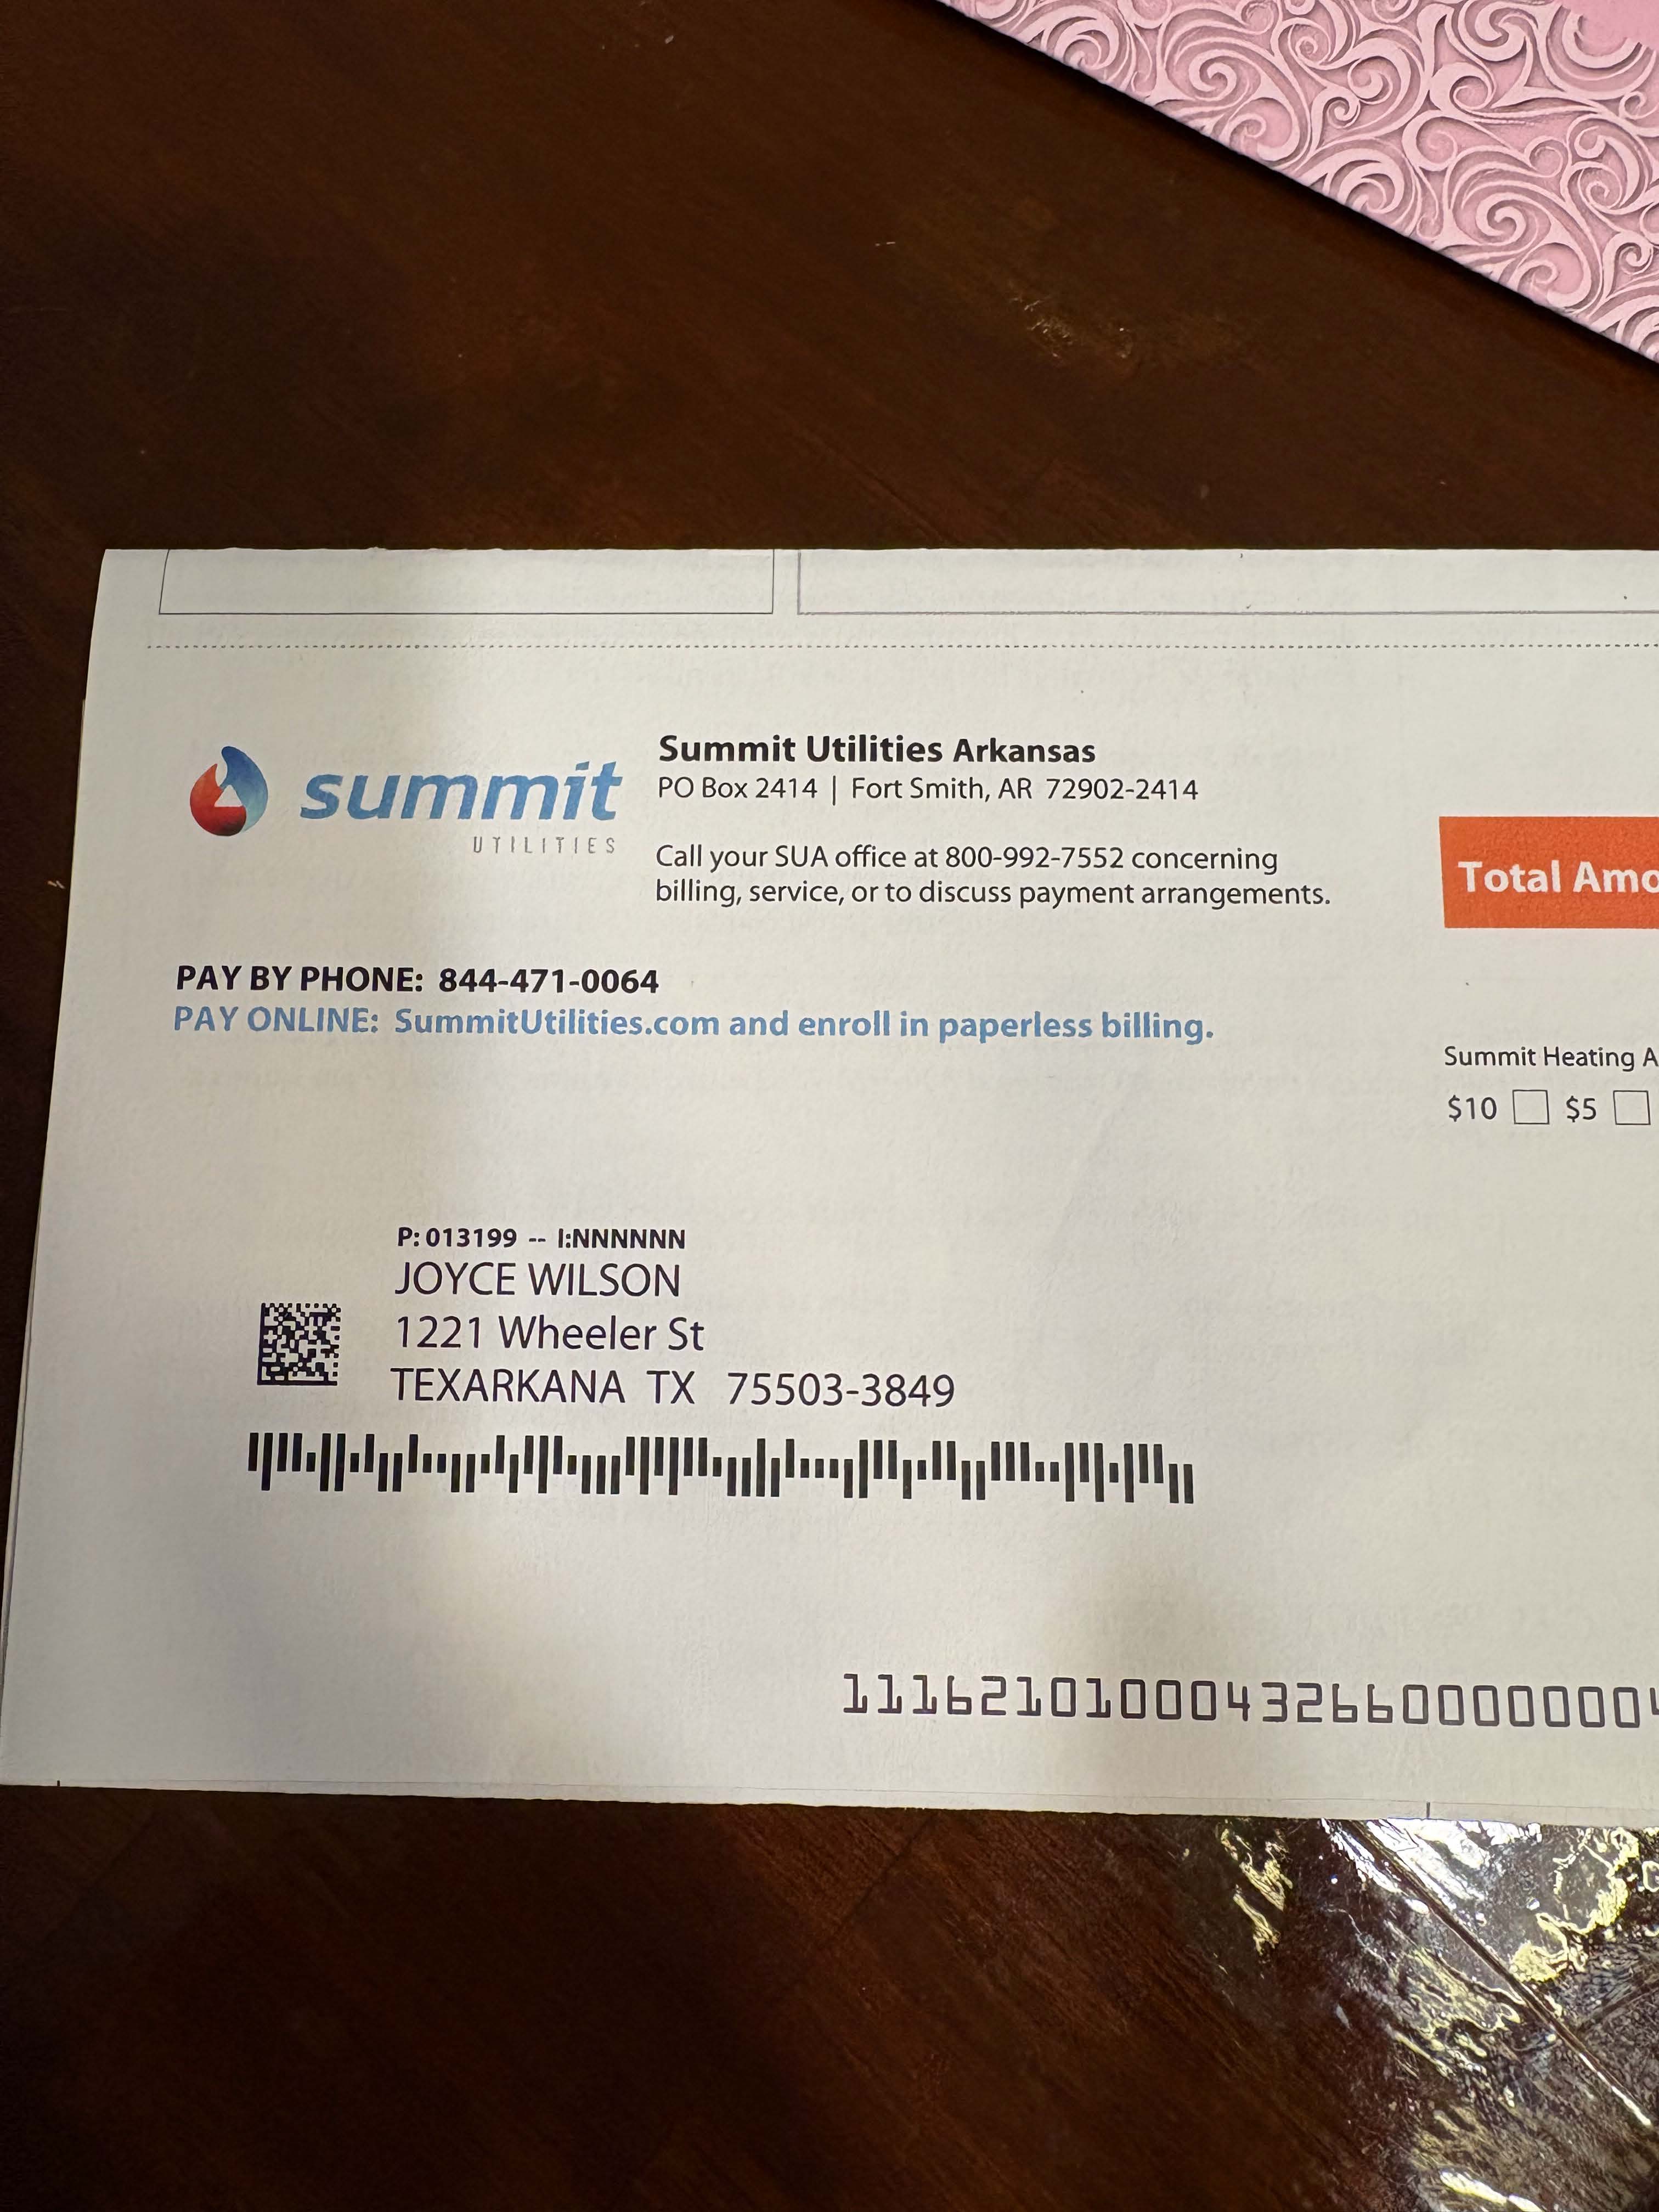 summit
UTILITIES
Summit Utilities Arkansas
PO Box 2414 | Fort Smith, AR 72902-2414
Call your SUA office at 800-992-7552 concerning
billing, service, or to discuss payment arrangements.
Total Amo
PAY BY PHONE: 844-471-0064
PAY ONLINE: SummitUtilities.com and enroll in paperless billing.
Summit Heating A
$10 $5
P: 013199 -- I:NNNNNN
JOYCE WILSON
1221 Wheeler St
TEXARKANA TX 75503-3849
11162101000432660000000